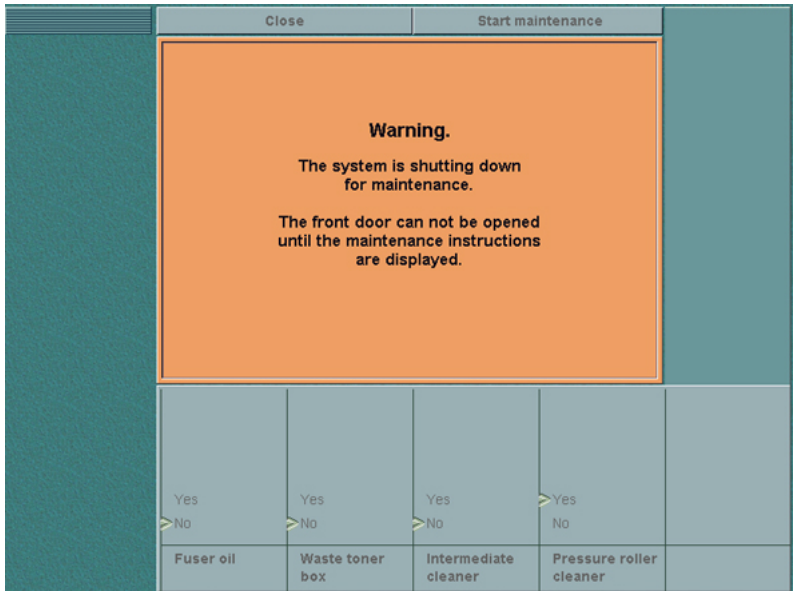 Close
Start maintenance
Warning.
The system is shutting down
for maintenance.
The front door can not be opened
until the maintenance instructions
are displayed.
Yes
No
Fuser oil
Yes
No
Waste toner
box
Yes
No
Intermediate
cleaner
Yes
No
Pressure roller
cleaner